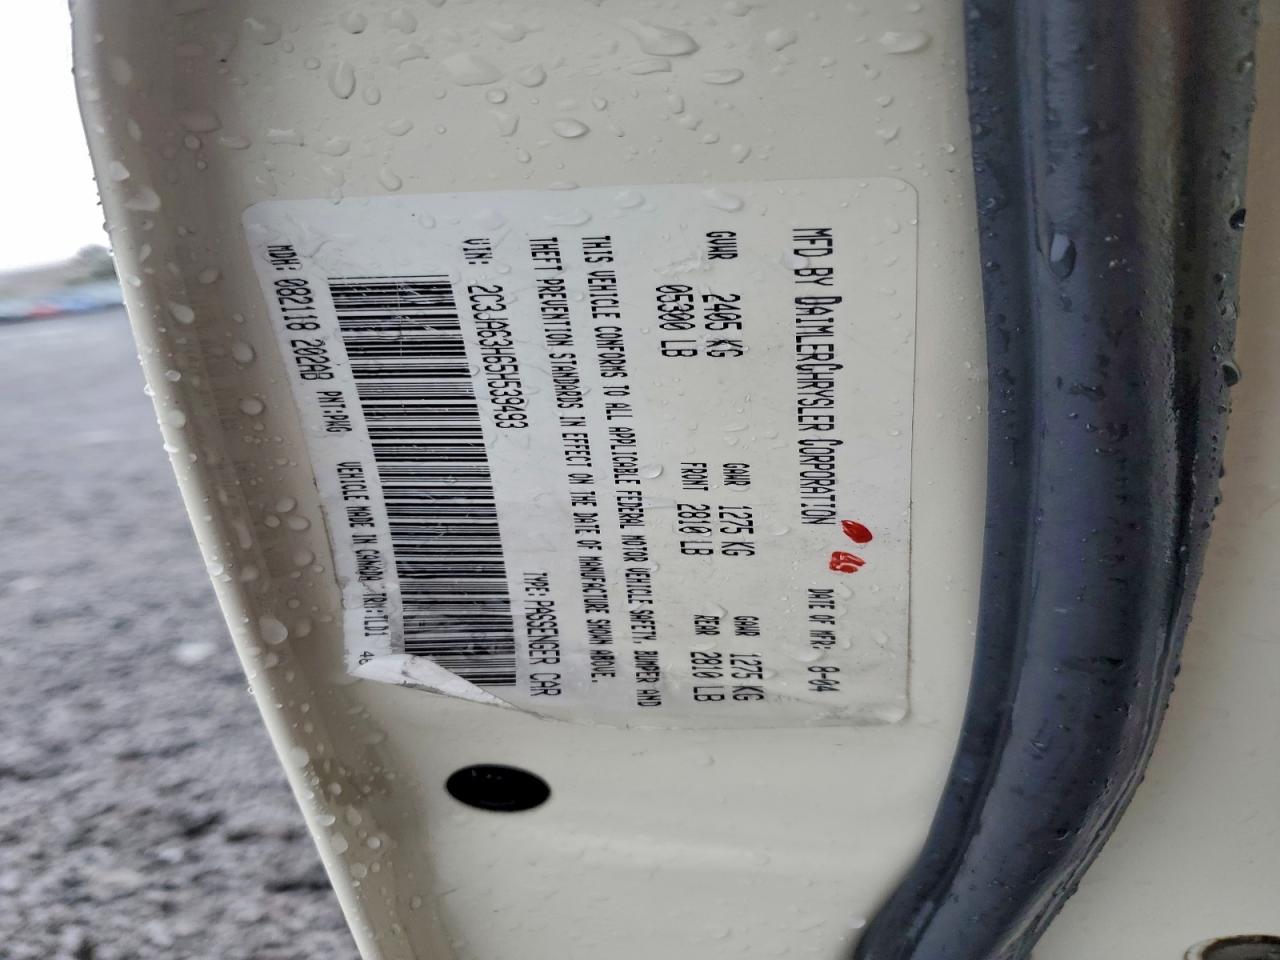 MFD BY DAIMLERCHRYSLER CORPORATION DATE OF MFR: 8-04
GVWR 2405 KG GAWR 1275 KG GAWR 1275 KG
05300 LB FRONT 2810 LB REAR 2810 LB
THIS VEHICLE CONFORMS TO ALL APPLICABLE FEDERAL MOTOR VEHICLE SAFETY, BUMPER AND
THEFT PREVENTION STANDARDS IN EFFECT ON THE DATE OF MANUFACTURE SHOWN ABOVE.
VIN: 2C3JA63H65H539493 TYPE: PASSENGER CAR
MDH: 082118 202AB PNT: VEHICLE MADE IN CANADA